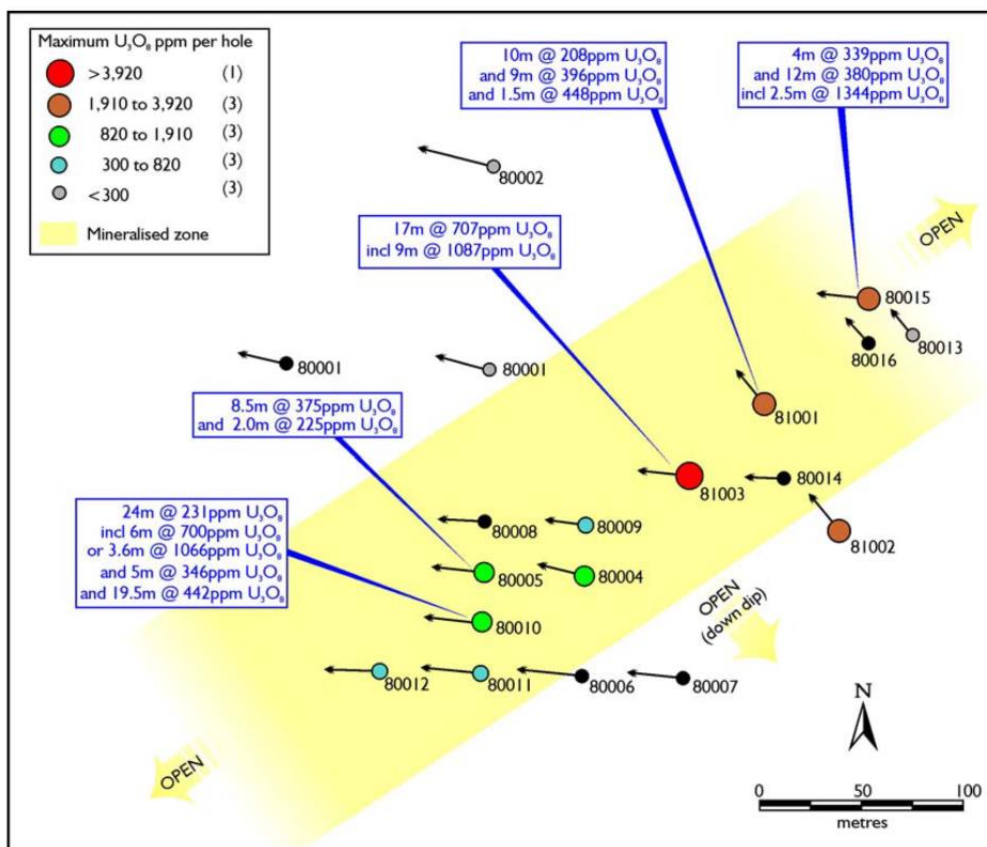 Maximum U₃O₈ ppm per hole
>3,920 (1)
1,910 to 3,920 (3)
820 to 1,910 (3)
300 to 820 (3)
<300 (3)
Mineralised zone
10m @ 208ppm U₃O₈
and 9m @ 396ppm U₃O₈
and 1.5m @ 448ppm U₃O₈
4m @ 339ppm U₃O₈
and 12m @ 380ppm U₃O₈
incl 2.5m @ 1344ppm U₃O₈
80002
17m @ 707ppm U₃O₈
incl 9m @ 1087ppm U₃O₈
OPEN
80015
80016
80013
80001
80001
81001
8.5m @ 375ppm U₃O₈
and 2.0m @ 225ppm U₃O₈
81003
80014
24m @ 231ppm U₃O₈
incl 6m @ 700ppm U₃O₈
or 3.6m @ 1066ppm U₃O₈
and 5m @ 346ppm U₃O₈
and 19.5m @ 442ppm U₃O₈
80008
80009
81002
80005
80004
OPEN
(down dip)
80010
80012
80011
80006
80007
N
OPEN
0 50 100
metres